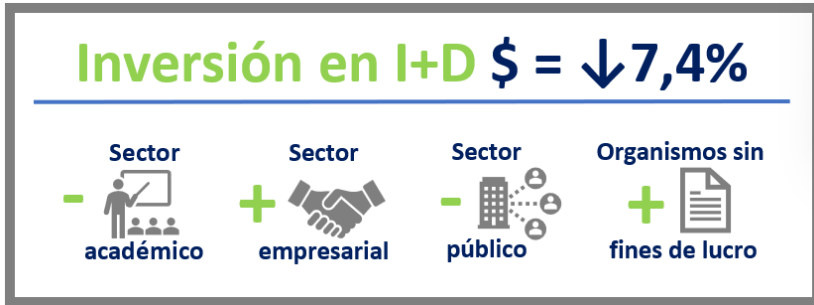 Inversión en I+D $ = ↓7,4%
Sector
- académico
Sector
+ empresarial
Sector
- público
Organismos sin
+ fines de lucro